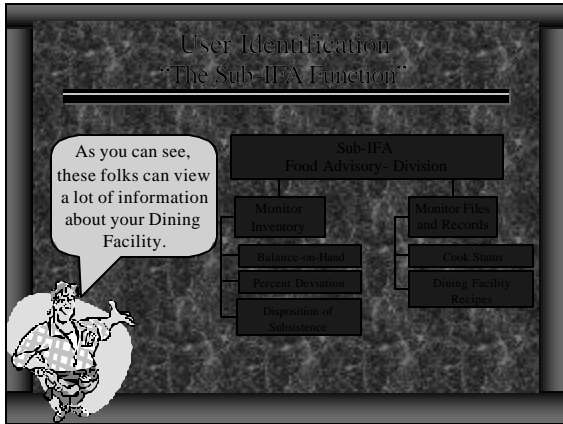 User Identification
“The Sub-IFA Function”
As you can see,
these folks can view
a lot of information
about your Dining
Facility.
Sub-IFA
Food Advisory- Division
Monitor
Inventory
Balance-on-Hand
Percent Deviation
Disposition of
Subsistence
Monitor Files
and Records
Cook Status
Dining Facility
Recipes